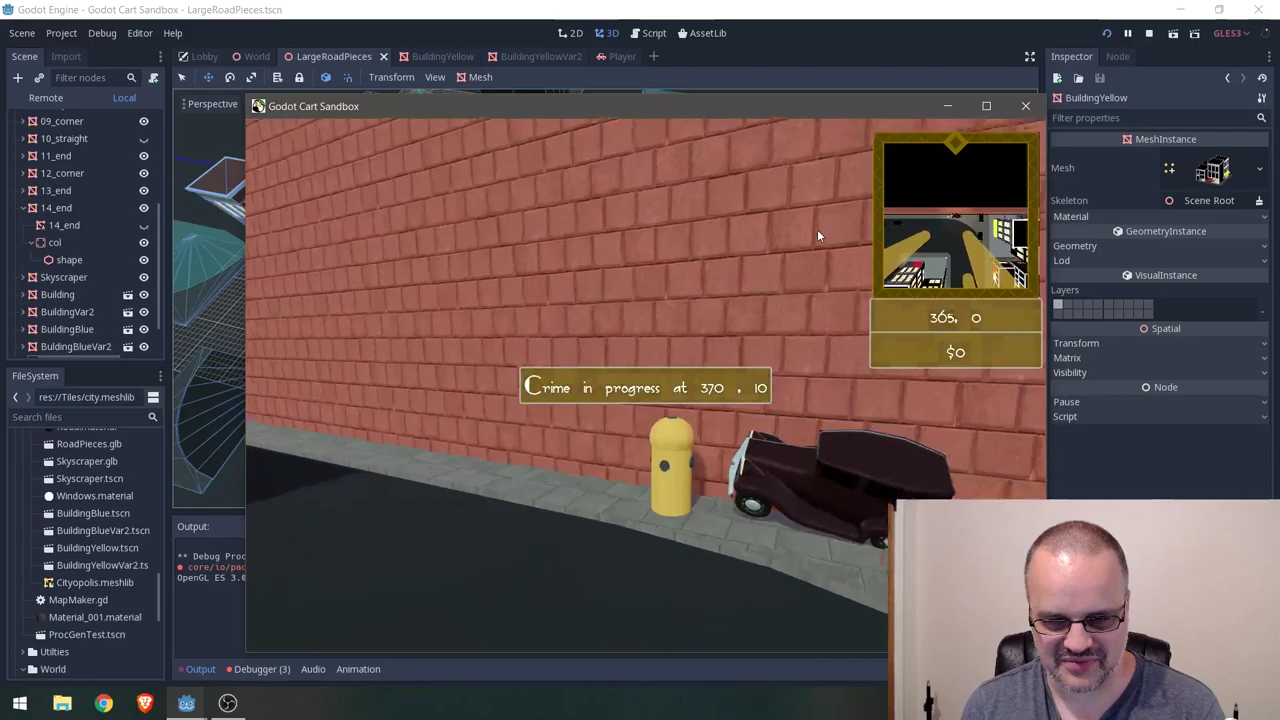 Godot Engine - Godot Cart Sandbox - LargeRoadPieces.tscn
Scene Project Debug Editor Help
2D 3D Script AssetLib
GLES3
Scene Import
Lobby World LargeRoadPieces BuildingYellow BuildingYellowVar2 Player
Inspector Node
Filter nodes
Transform View Mesh
Remote Local
Perspective
Godot Cart Sandbox
BuildingYellow
Filter properties
09_corner
10_straight
11_end
12_corner
13_end
14_end
14_end
col
shape
Skyscraper
Building
BuildingVar2
BuildingBlue
BuldingBlueVar2
MeshInstance
Mesh
Skeleton Scene Root
Material
GeometryInstance
Geometry
Lod
VisualInstance
Layers
Spatial
Transform
Matrix
Visibility
Node
Pause
Script
365, 0
$0
Crime in progress at 370 , 10
FileSystem
res://Tiles/city.meshlib
Search files
RoadPieces.glb
Skyscraper.glb
Skyscraper.tscn
Windows.material
BuildingBlue.tscn
BuildingBlueVar2.tscn
BuildingYellow.tscn
BuildingYellowVar2.ts
Cityopolis.meshlib
MapMaker.gd
Material_001.material
ProcGenTest.tscn
Utilties
World
Output:
** Debug Proc
core/io/pac
OpenGL ES 3.0
Output Debugger (3) Audio Animation